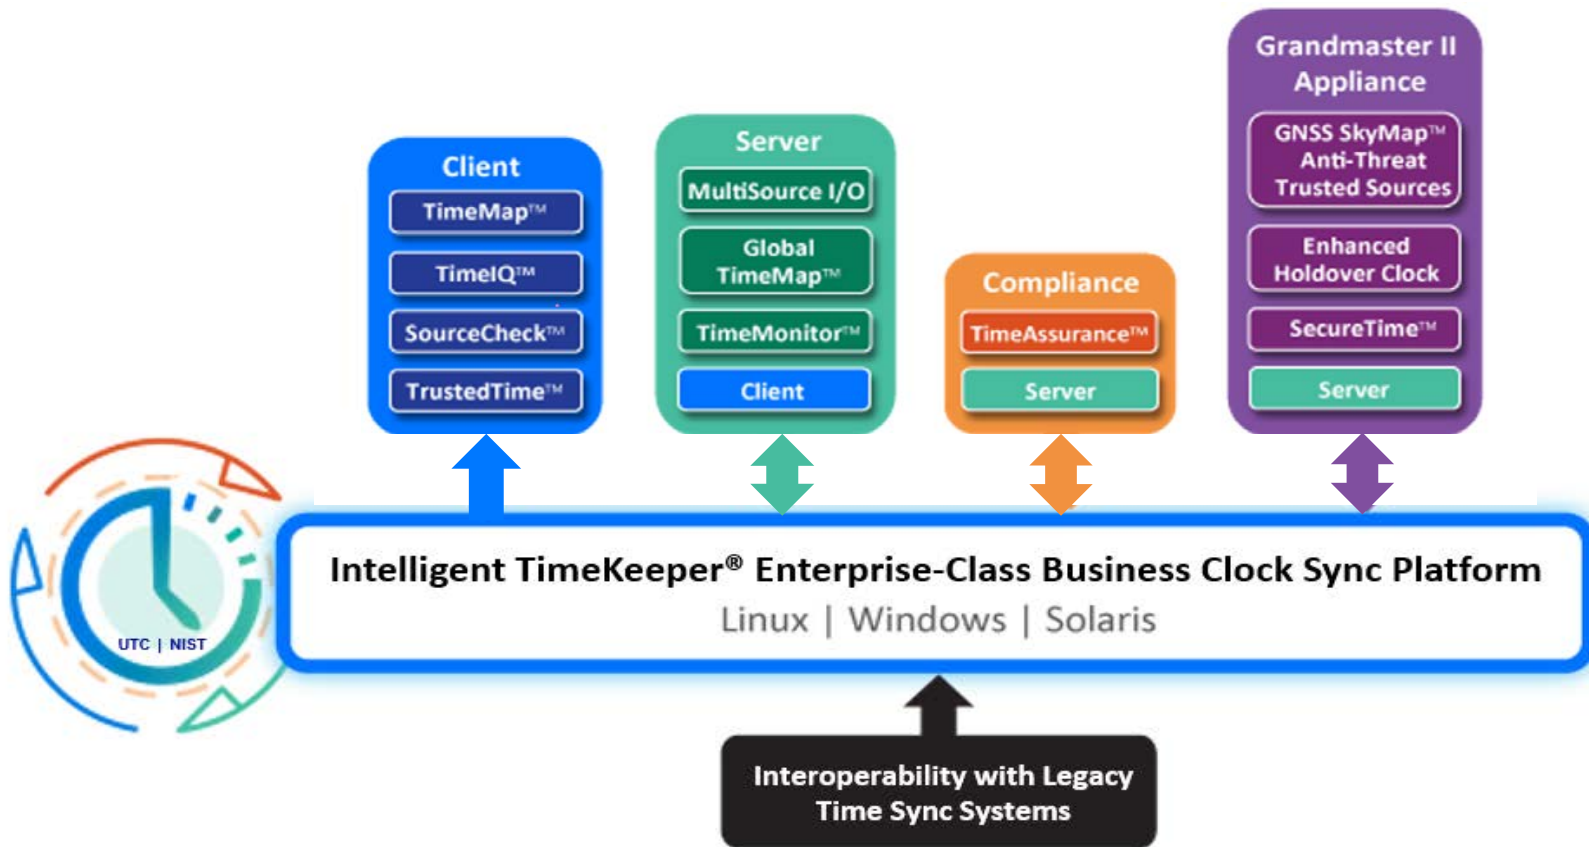 Grandmaster II
Appliance
GNSS SkyMap™
Anti-Threat
Trusted Sources
Enhanced
Holdover Clock
SecureTime™
Server
Server
MultiSource I/O
Global
TimeMap™
TimeMonitor™
Client
Client
TimeMap™
TimeIQ™
SourceCheck™
TrustedTime™
Compliance
TimeAssurance™
Server
Intelligent TimeKeeper® Enterprise-Class Business Clock Sync Platform
Linux | Windows | Solaris
UTC | NIST
Interoperability with Legacy
Time Sync Systems